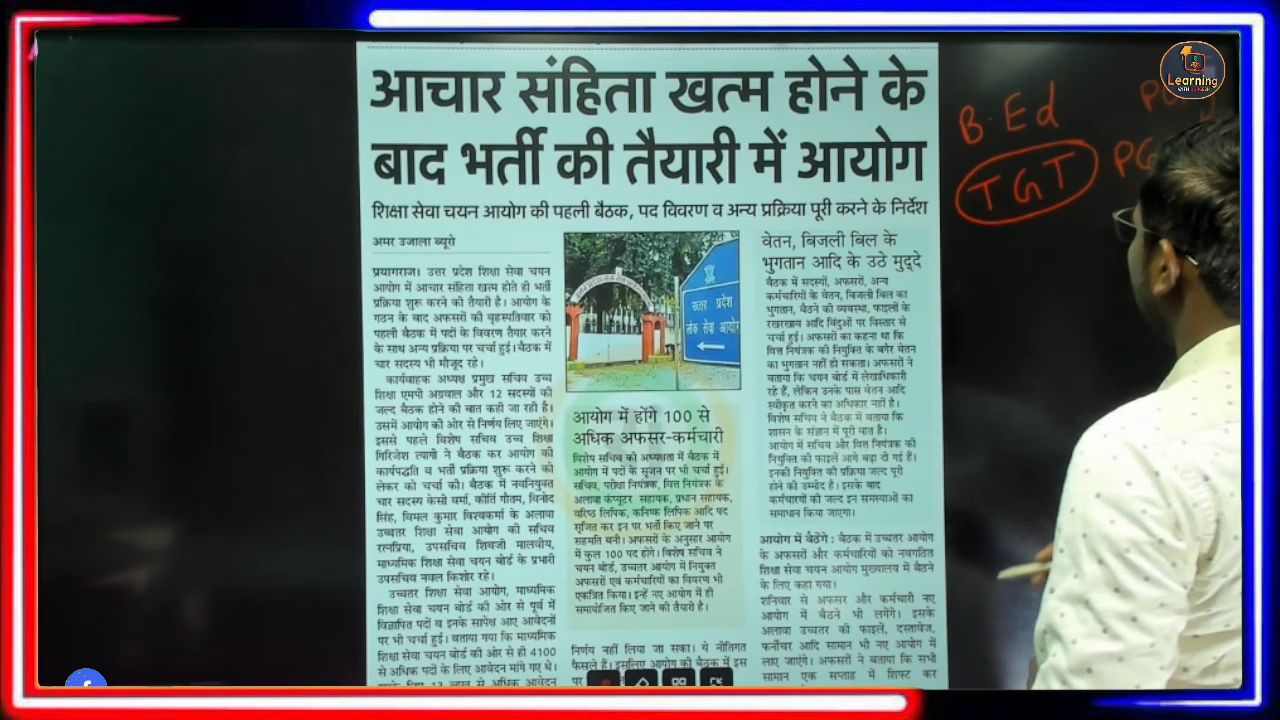 आचार संहिता खत्म होने के
बाद भर्ती की तैयारी में आयोग
शिक्षा सेवा चयन आयोग की पहली बैठक, पद विवरण व अन्य प्रक्रिया पूरी करने के निर्देश
अमर उजाला ब्यूरो
प्रयागराज। उत्तर प्रदेश शिक्षा सेवा चयन
आयोग में आचार संहिता खत्म होते ही भर्ती
प्रक्रिया शुरू करने की तैयारी है। आयोग के
गठन के बाद अफसरों की बृहस्पतिवार को
पहली बैठक में पदों के विवरण तैयार करने
के साथ अन्य प्रक्रिया पर चर्चा हुई। बैठक में
चार सदस्य भी मौजूद रहे।
कार्यवाहक अध्यक्ष प्रमुख सचिव उच्च
शिक्षा एमपी अग्रवाल और 12 सदस्यों की
जल्द बैठक होने की बात कही जा रही है।
उसमें आयोग की ओर से निर्णय लिए जाएंगे।
इससे पहले विशेष सचिव उच्च शिक्षा
गिरिजेश त्यागी ने बैठक कर आयोग की
कार्यपद्धति व भर्ती प्रक्रिया शुरू करने को
लेकर की चर्चा की। बैठक में नवनियुक्त
चार सदस्य केसी वर्मा, कीर्ति गौतम, विनोद
सिंह, विमल कुमार विश्वकर्मा के अलावा
उच्चतर शिक्षा सेवा आयोग की सचिव
रत्नप्रिया, उपसचिव शिवजी मालवीय,
माध्यमिक शिक्षा सेवा चयन बोर्ड के प्रभारी
उपसचिव नवल किशोर रहे।
उच्चतर शिक्षा सेवा आयोग, माध्यमिक
शिक्षा सेवा चयन बोर्ड की ओर से पूर्व में
विज्ञापित पदों व इनके सापेक्ष आए आवेदनों
पर भी चर्चा हुई। बताया गया कि माध्यमिक
शिक्षा सेवा चयन बोर्ड की ओर से ही 4100
से अधिक पदों के लिए आवेदन मांगे गए थे।
उत्तर प्रदेश
लोक सेवा आयोग
आयोग में होंगे 100 से
अधिक अफसर-कर्मचारी
विशेष सचिव की अध्यक्षता में बैठक में
आयोग में पदों के सृजन पर भी चर्चा हुई।
सचिव, परीक्षा नियंत्रक, वित्त नियंत्रक के
अलावा कंप्यूटर सहायक, प्रधान सहायक,
वरिष्ठ लिपिक, कनिष्क लिपिक आदि पद
सृजित कर इन पर भर्ती किए जाने पर
सहमति बनी। अफसरों के अनुसार आयोग
में कुल 100 पद होंगे। विशेष सचिव ने
चयन बोर्ड, उच्चतर आयोग में नियुक्त
अफसरों एवं कर्मचारियों का विवरण भी
एकत्रित किया। इन्हें नए आयोग में ही
समायोजित किए जाने की तैयारी है।
निर्णय नहीं लिया जा सका। ये नीतिगत
फैसले हैं। इसलिए आयोग की बैठक में इस
पर
वेतन, बिजली बिल के
भुगतान आदि के उठे मुद्दे
बैठक में सदस्यों, अफसरों, अन्य
कर्मचारियों के वेतन, बिजली बिल का
भुगतान, बैठने की व्यवस्था, फाइलों के
रखरखाव आदि बिंदुओं पर विस्तार से
चर्चा हुई। अफसरों का कहना था कि
वित्त नियंत्रक की नियुक्ति के बगैर वेतन
का भुगतान नहीं हो सकता। अफसरों ने
बताया कि चयन बोर्ड में लेखाधिकारी
रहे हैं, लेकिन उनके पास वेतन आदि
स्वीकृत करने का अधिकार नहीं है।
विशेष सचिव ने बैठक में बताया कि
शासन के संज्ञान में पूरी बात है।
आयोग में सचिव और वित्त नियंत्रक की
नियुक्ति की फाइलें आगे बढ़ा दी गई हैं।
इनकी नियुक्ति की प्रक्रिया जल्द पूरी
होने की उम्मीद है। इसके बाद
कर्मचारियों की जल्द इन समस्याओं का
समाधान किया जाएगा।
आयोग में बैठेंगे : बैठक में उच्चतर आयोग
के अफसरों और कर्मचारियों को नवगठित
शिक्षा सेवा चयन आयोग मुख्यालय में बैठने
के लिए कहा गया।
शनिवार से अफसर और कर्मचारी नए
आयोग में बैठने भी लगेंगे। इसके
अलावा उच्चतर की फाइलें, दस्तावेज,
फर्नीचर आदि सामान भी नए आयोग में
लाए जाएंगे। अफसरों ने बताया कि सभी
सामान एक सप्ताह में शिफ्ट कर
B.Ed
TGT
PG
Learning